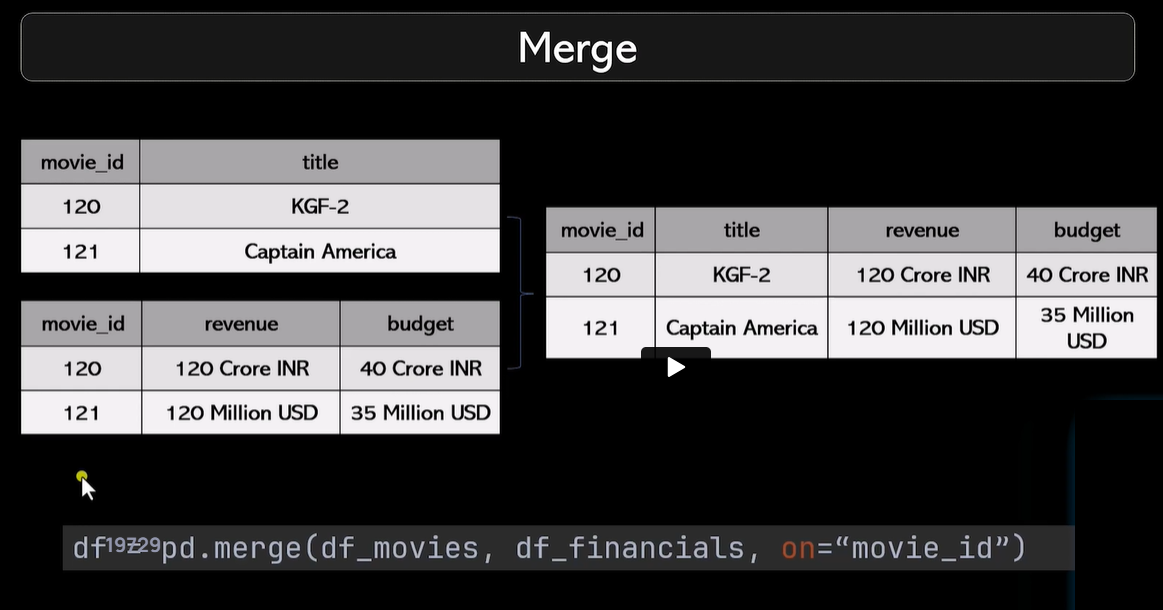 Merge
movie_id title
120 KGF-2
121 Captain America
movie_id revenue budget
120 120 Crore INR 40 Crore INR
121 120 Million USD 35 Million USD
movie_id title revenue budget
120 KGF-2 120 Crore INR 40 Crore INR
121 Captain America 120 Million USD 35 Million
USD
df = pd.merge(df_movies, df_financials, on=“movie_id”)